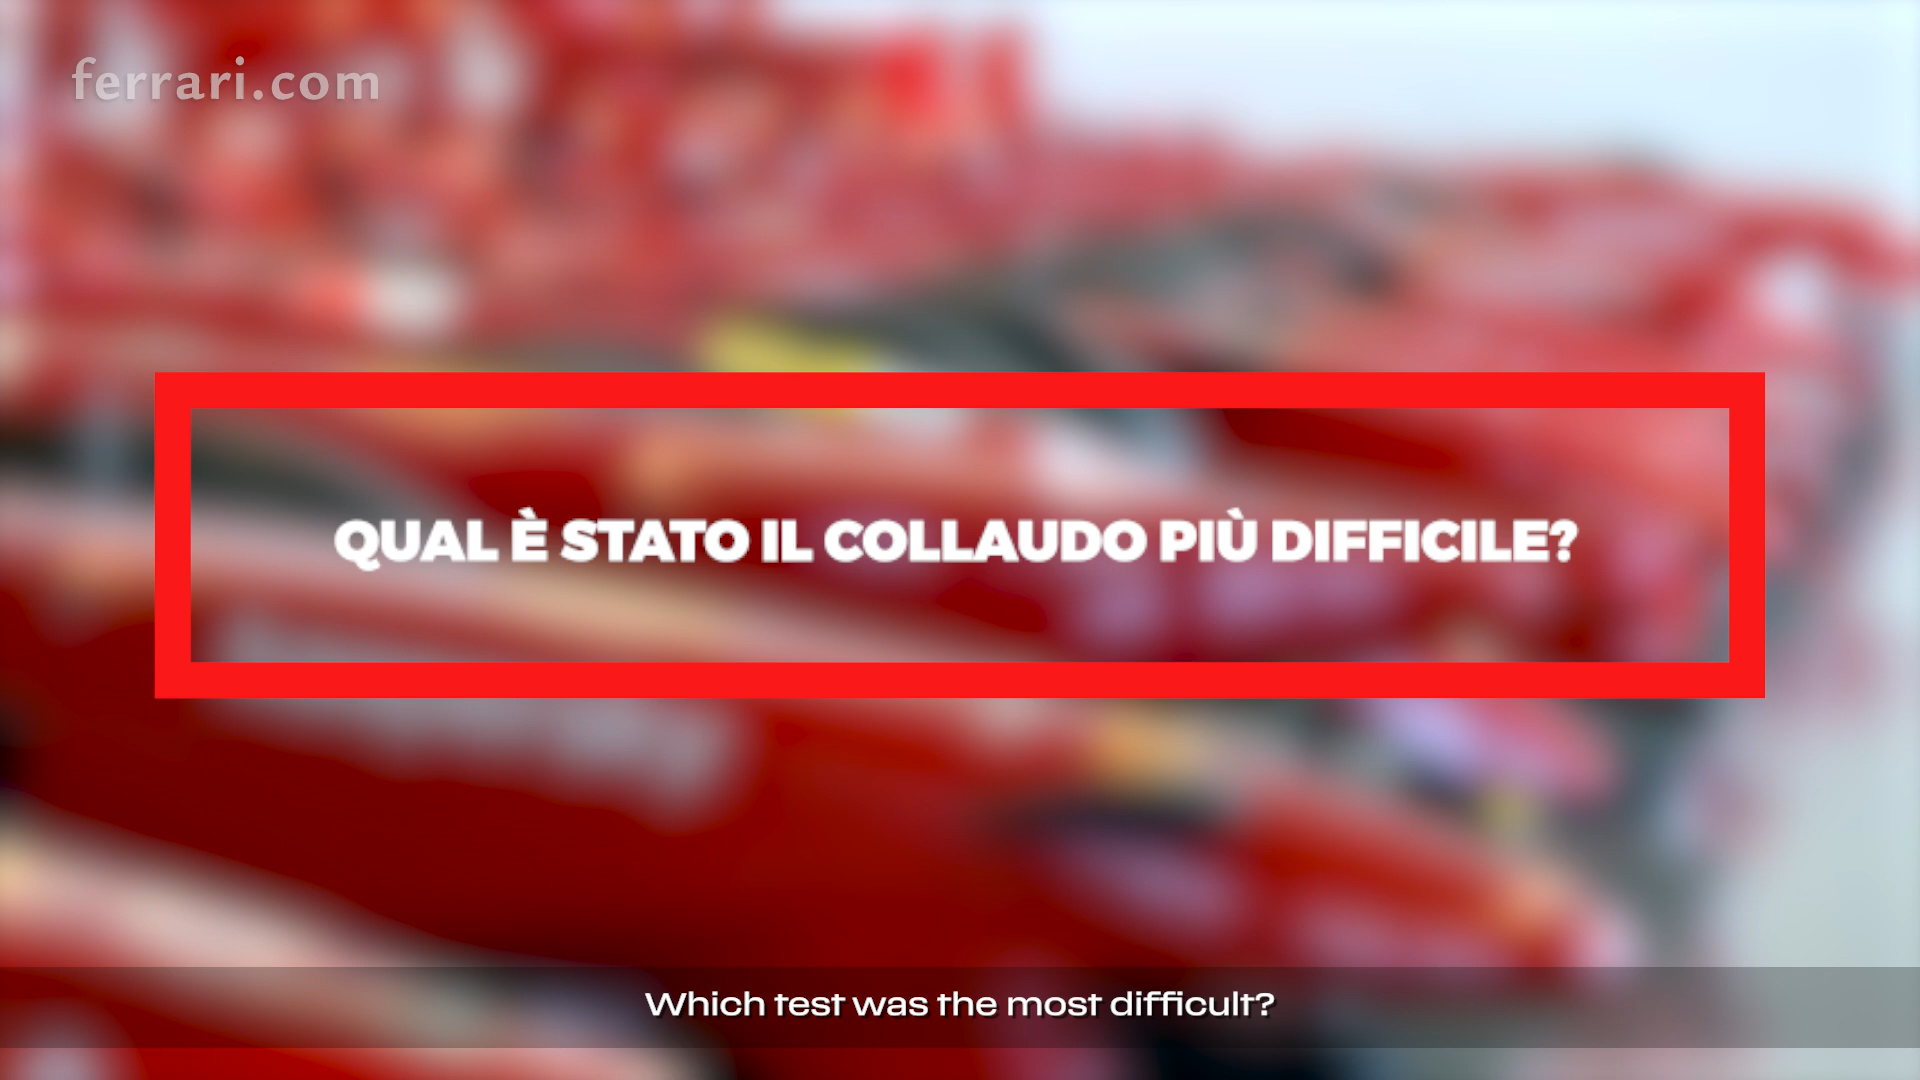 ferrari.com
QUAL È STATO IL COLLAUDO PIÙ DIFFICILE?
Which test was the most difficult?